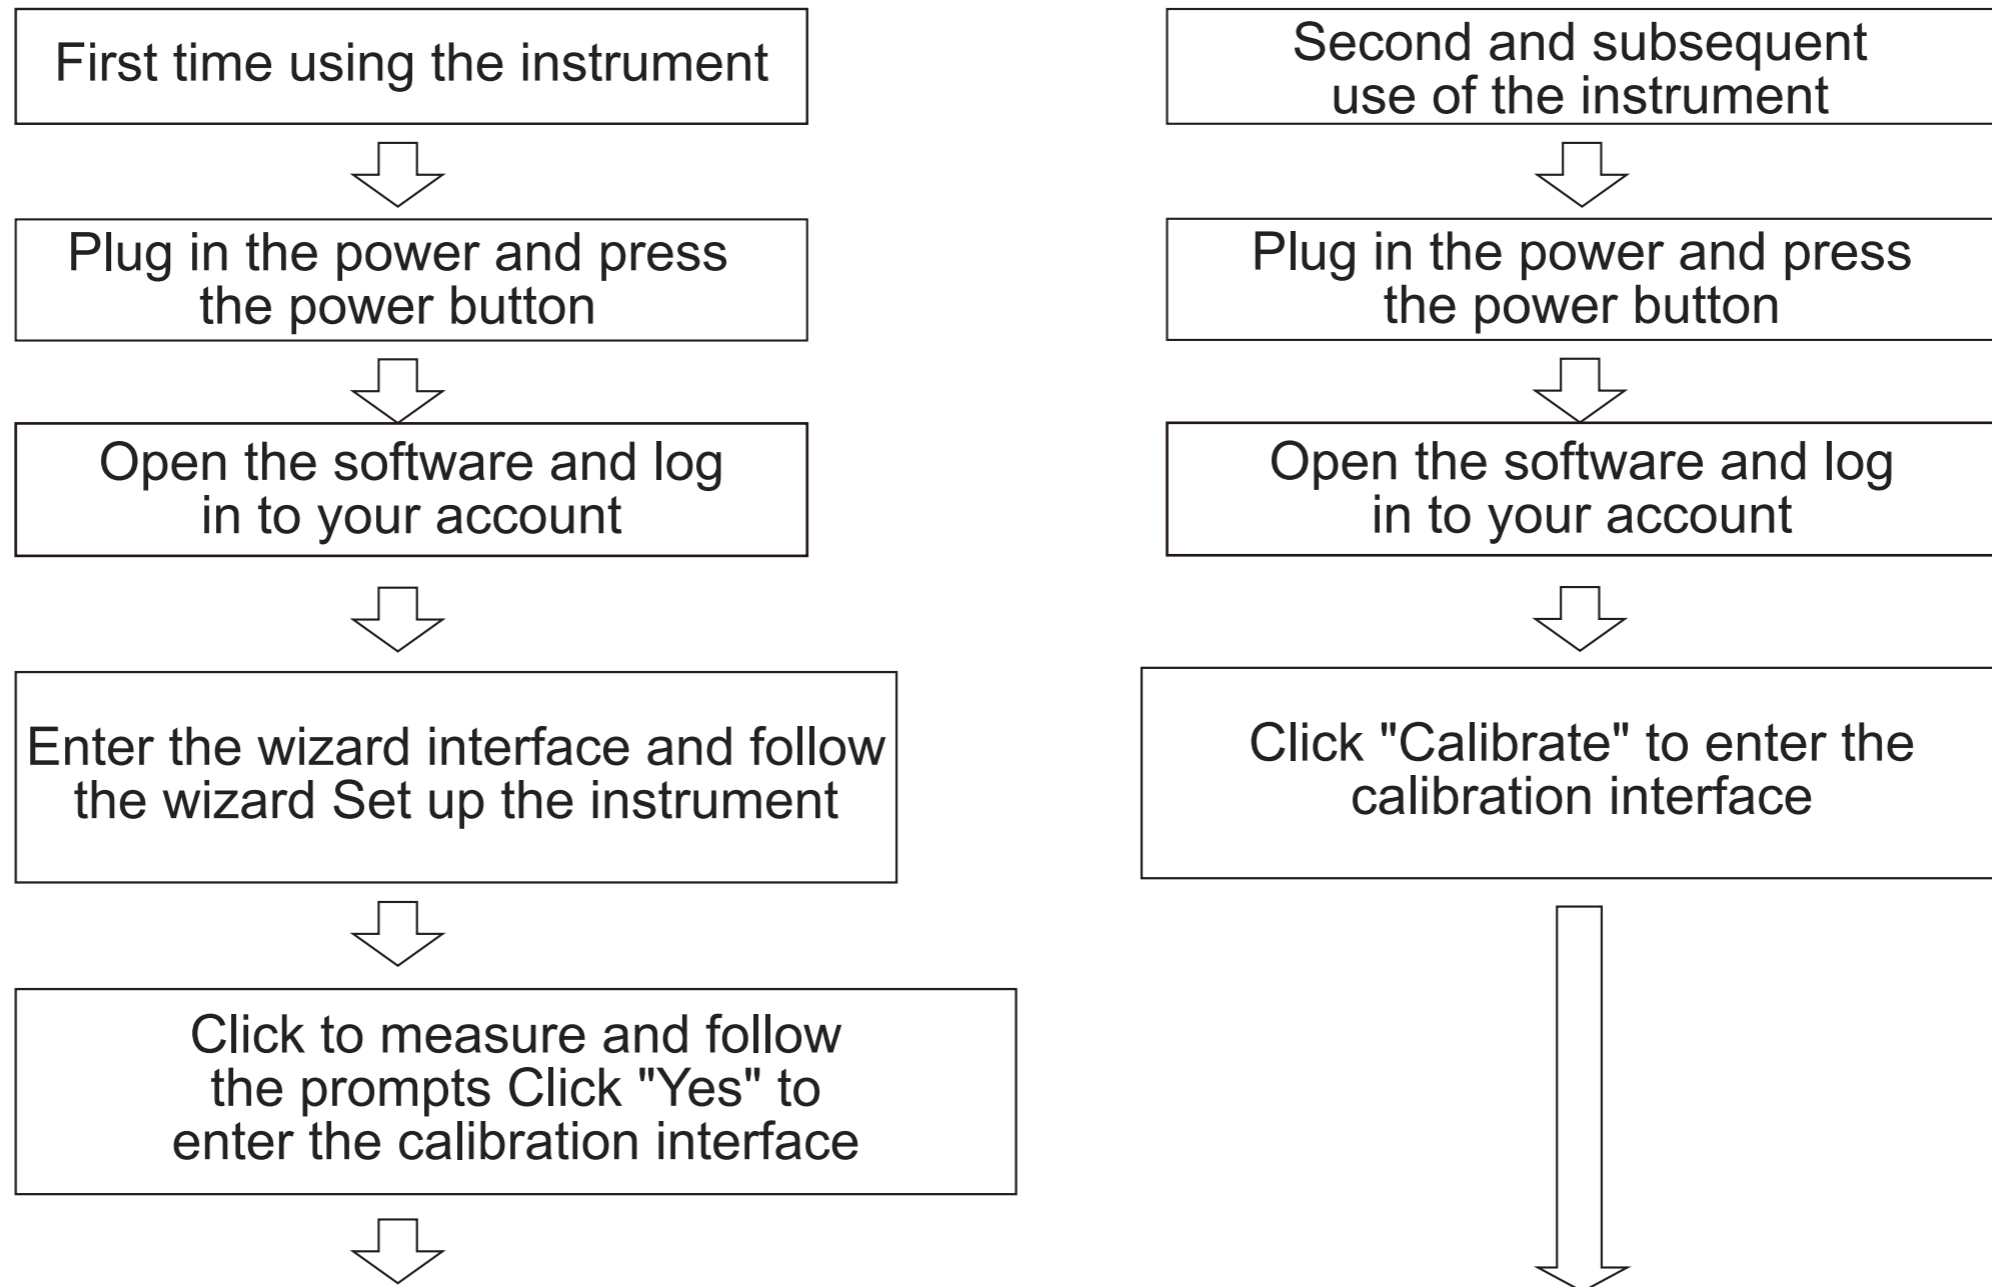 First time using the instrument
Plug in the power and press
the power button
Open the software and log
in to your account
Enter the wizard interface and follow
the wizard Set up the instrument
Click to measure and follow
the prompts Click "Yes" to
enter the calibration interface
Second and subsequent
use of the instrument
Plug in the power and press
the power button
Open the software and log
in to your account
Click "Calibrate" to enter the
calibration interface